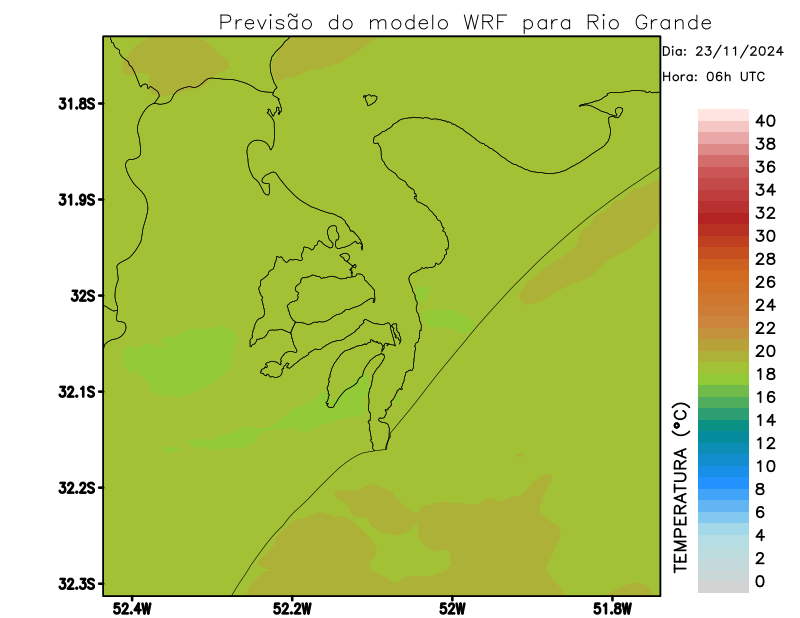 Previsão do modelo WRF para Rio Grande
Dia: 23/11/2024
Hora: 06h UTC
31.8S
31.9S
32S
32.1S
32.2S
32.3S
52.4W
52.2W
52W
51.8W
TEMPERATURA (°C)
40
38
36
34
32
30
28
26
24
22
20
18
16
14
12
10
8
6
4
2
0